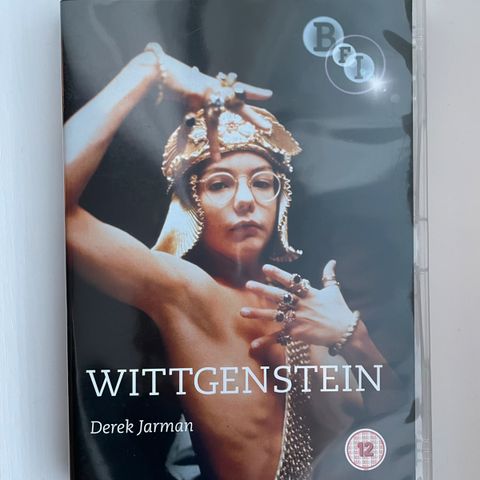 BFI
WITTGENSTEIN
Derek Jarman
12